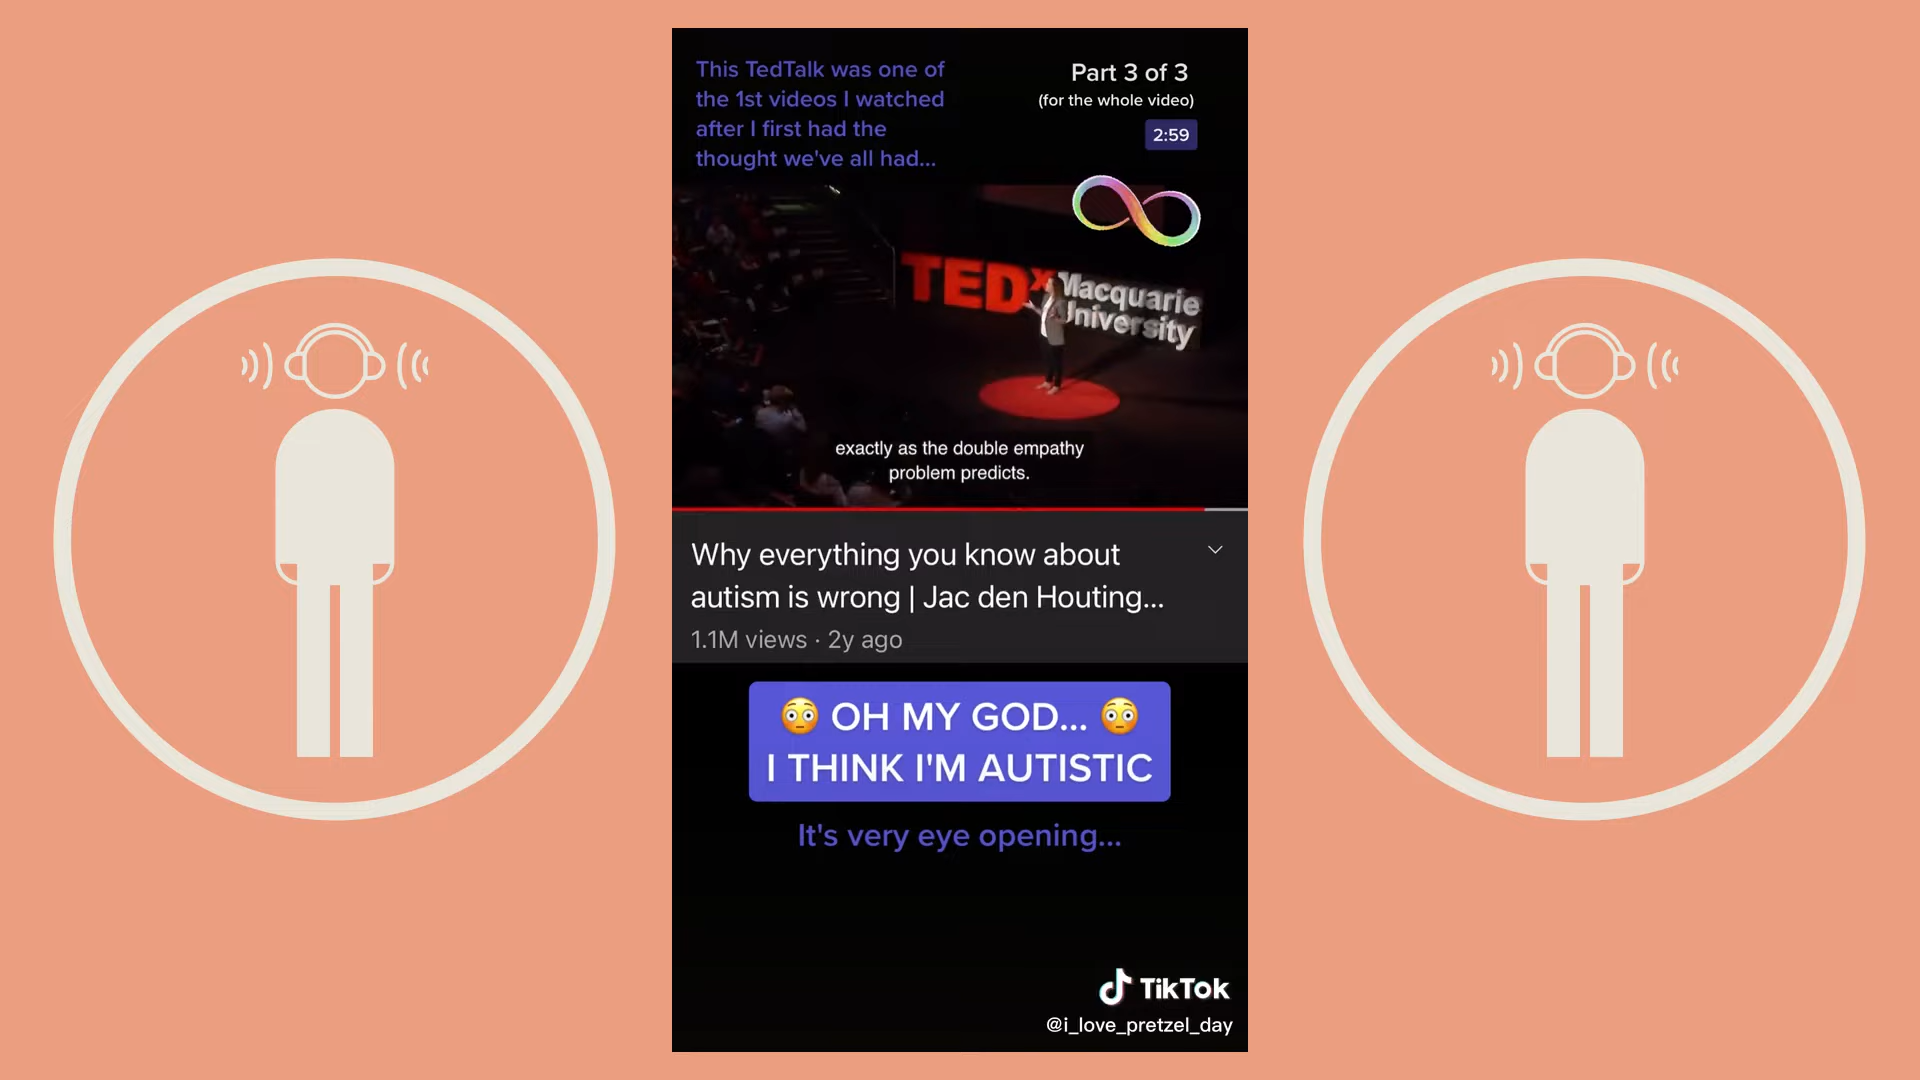 This TedTalk was one of
the 1st videos I watched
after I first had the
thought we've all had...
Part 3 of 3
(for the whole video)
2:59
TEDx Macquarie
University
exactly as the double empathy
problem predicts.
Why everything you know about
autism is wrong | Jac den Houting...
1.1M views · 2y ago
😳 OH MY GOD... 😳
I THINK I'M AUTISTIC
It's very eye opening...
TikTok
@i_love_pretzel_day